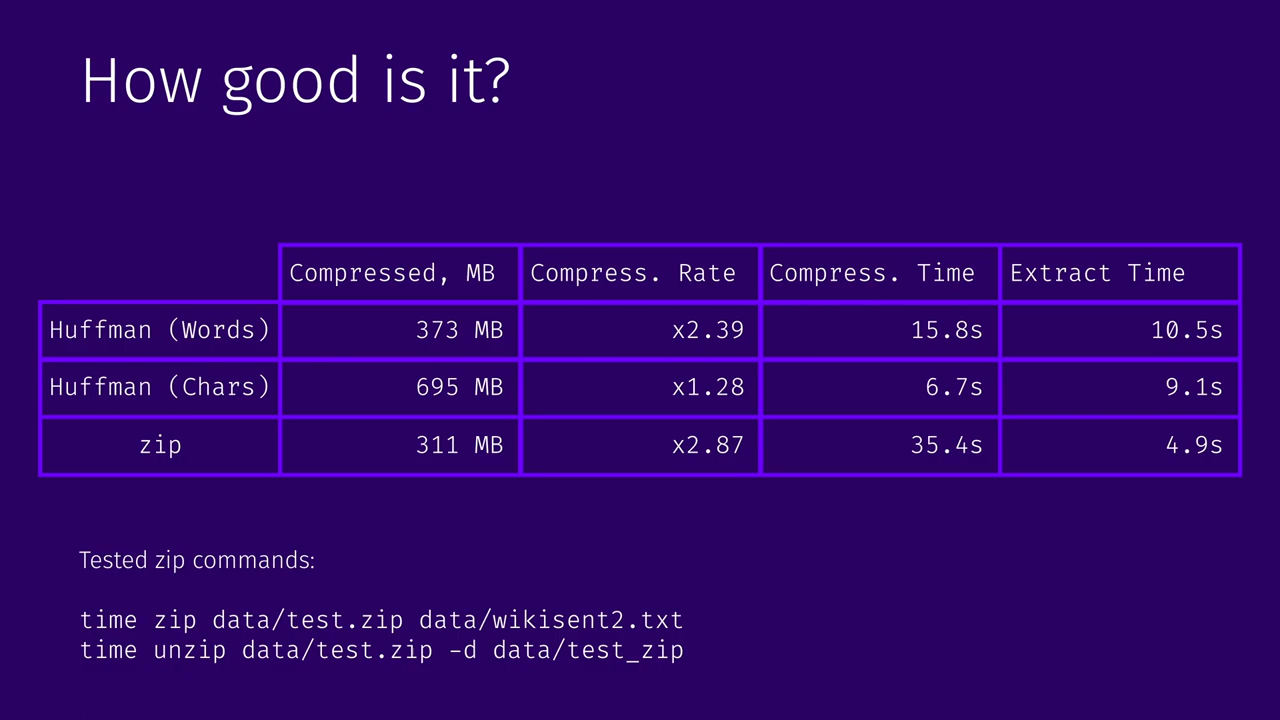 How good is it?
Compressed, MB Compress. Rate Compress. Time Extract Time
Huffman (Words) 373 MB x2.39 15.8s 10.5s
Huffman (Chars) 695 MB x1.28 6.7s 9.1s
zip 311 MB x2.87 35.4s 4.9s
Tested zip commands:
time zip data/test.zip data/wikisent2.txt
time unzip data/test.zip -d data/test_zip